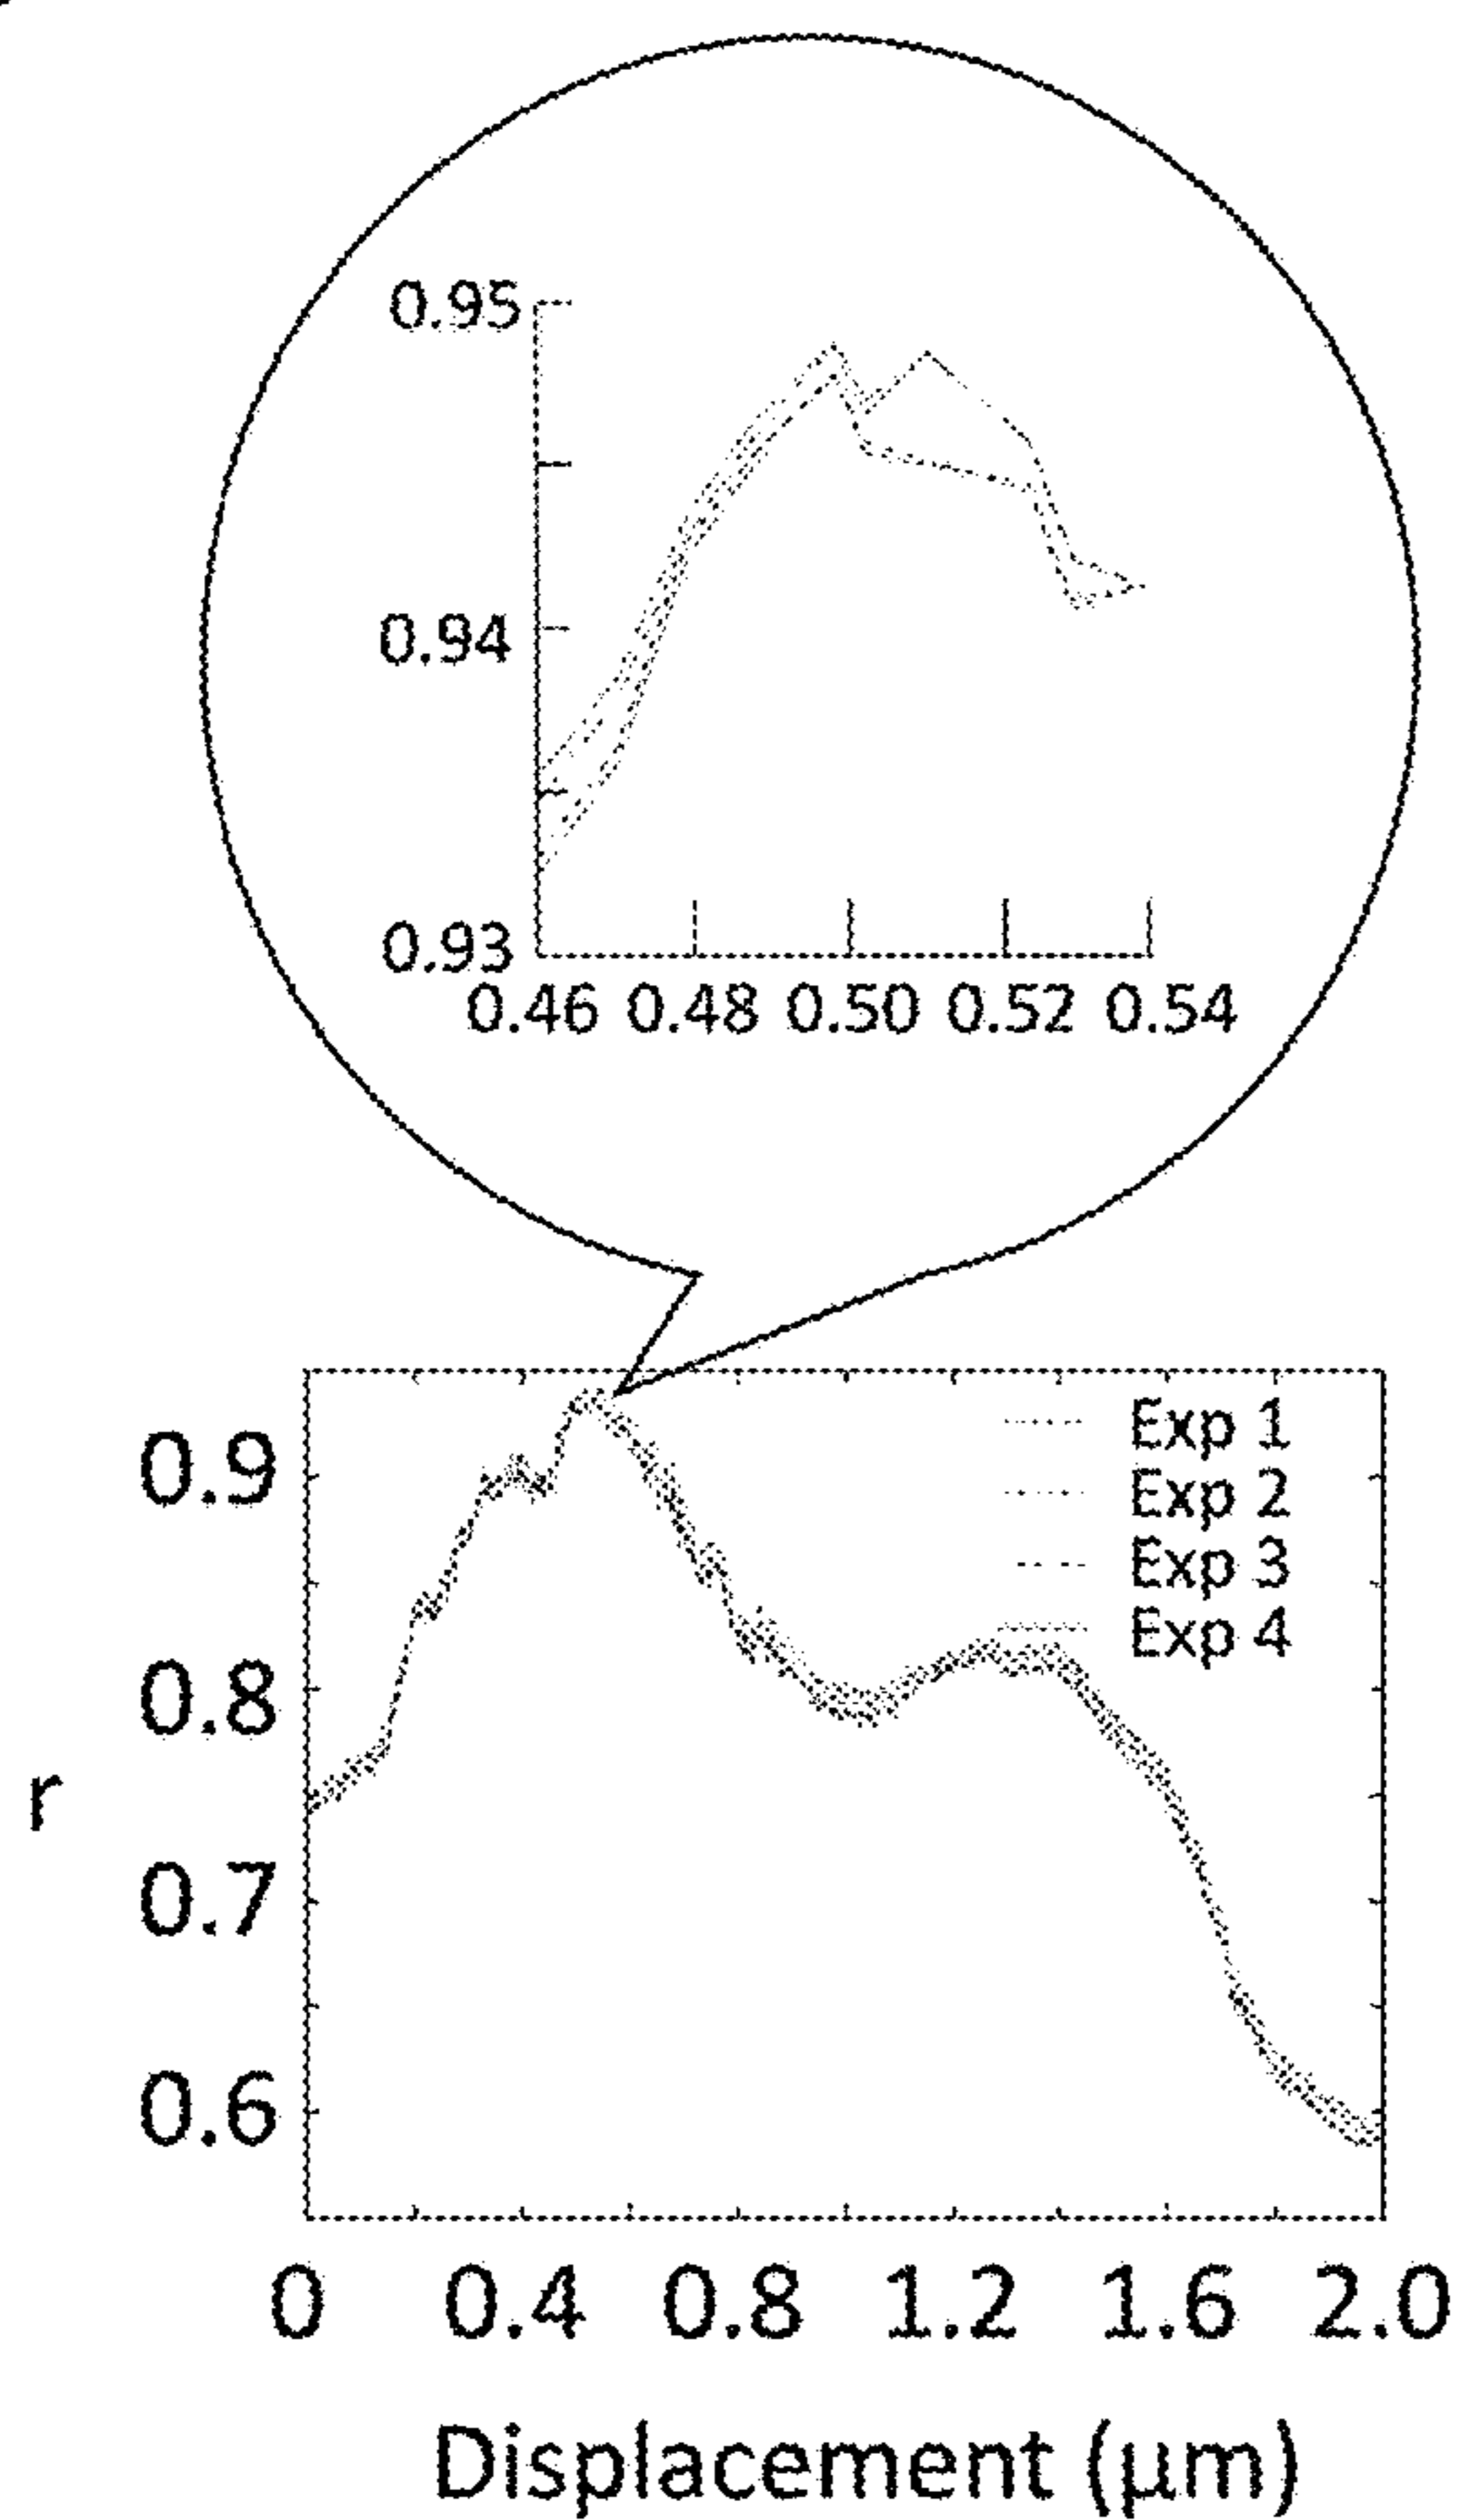 0.95
0.94
0.93
0.46 0.48 0.50 0.52 0.54
Exp 1
Exp 2
Exp 3
Exp 4
0.9
0.8
r
0.7
0.6
0 0.4 0.8 1.2 1.6 2.0
Displacement (μm)